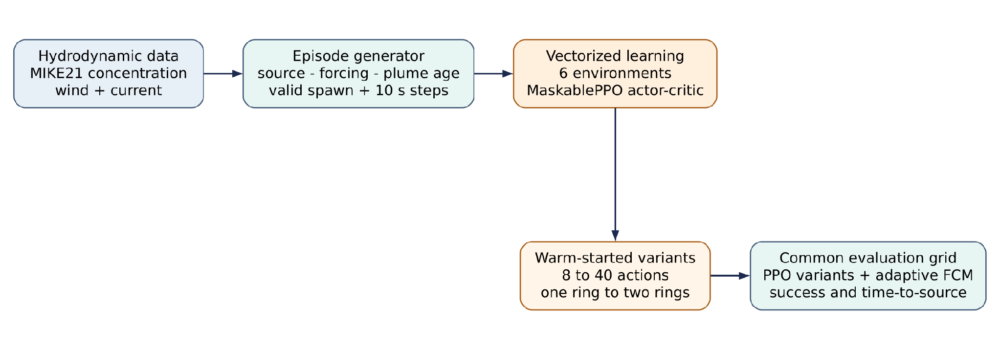 Hydrodynamic data
MIKE21 concentration
wind + current
Episode generator
source - forcing - plume age
valid spawn + 10 s steps
Vectorized learning
6 environments
MaskablePPO actor-critic
Warm-started variants
8 to 40 actions
one ring to two rings
Common evaluation grid
PPO variants + adaptive FCM
success and time-to-source